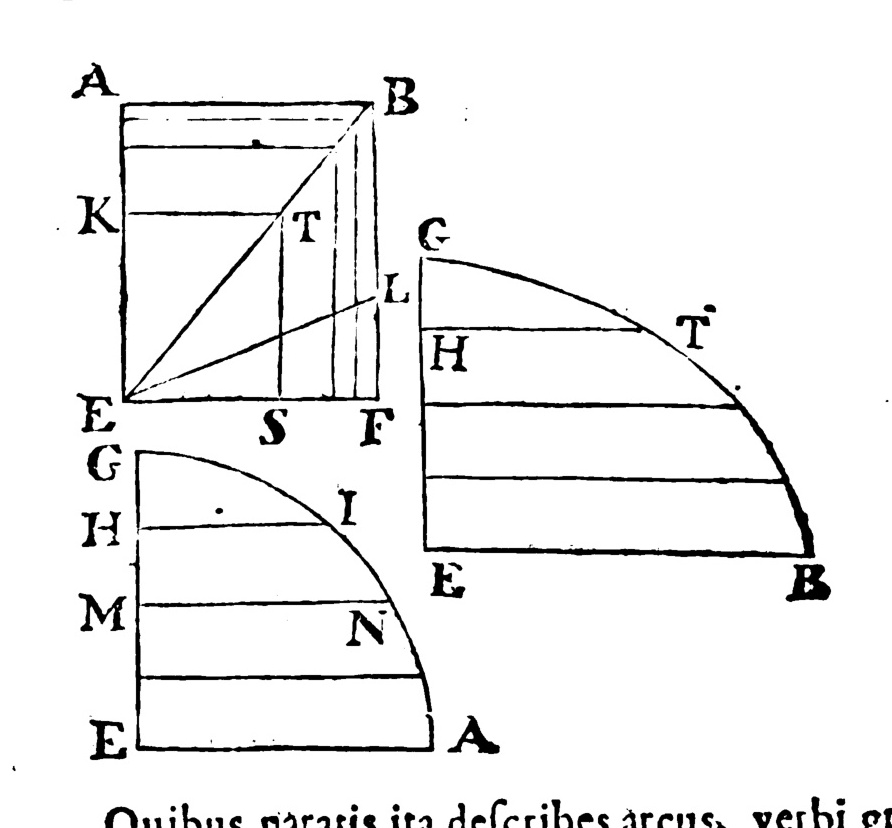 A B
K T
G
L
T
H
E S F
G
I
H
E B
M N
E A
Quibus paratis ita deſcribes arcus, verbi